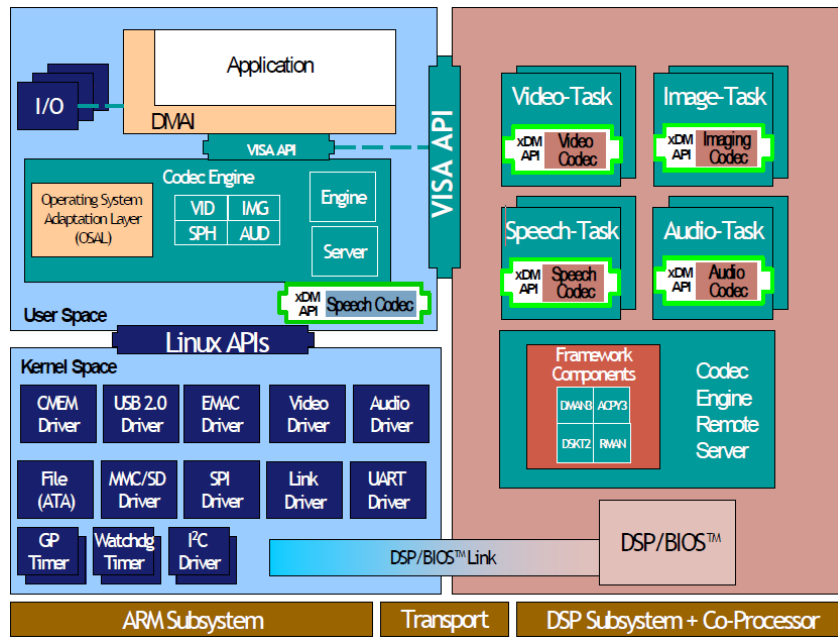 Application
I/O
DMAI
VISA API
Codec Engine
Operating System
Adaptation Layer
(OSAL)
VID IMG
SPH AUD
Engine
Server
xDM
API
Speech Codec
User Space
Linux APIs
Kernel Space
CMEM
Driver
USB 2.0
Driver
EMAC
Driver
Video
Driver
Audio
Driver
File
(ATA)
MMC/SD
Driver
SPI
Driver
Link
Driver
UART
Driver
GP
Timer
Watchdg
Timer
I²C
Driver
VISA API
Video-Task
xDM
API
Video
Codec
Image-Task
xDM
API
Imaging
Codec
Speech-Task
xDM
API
Speech
Codec
Audio-Task
xDM
API
Audio
Codec
Framework
Components
DMAN3 ACPY3
DSKT2 RMAN
Codec
Engine
Remote
Server
DSP/BIOS™ Link
DSP/BIOS™
ARM Subsystem
Transport
DSP Subsystem + Co-Processor